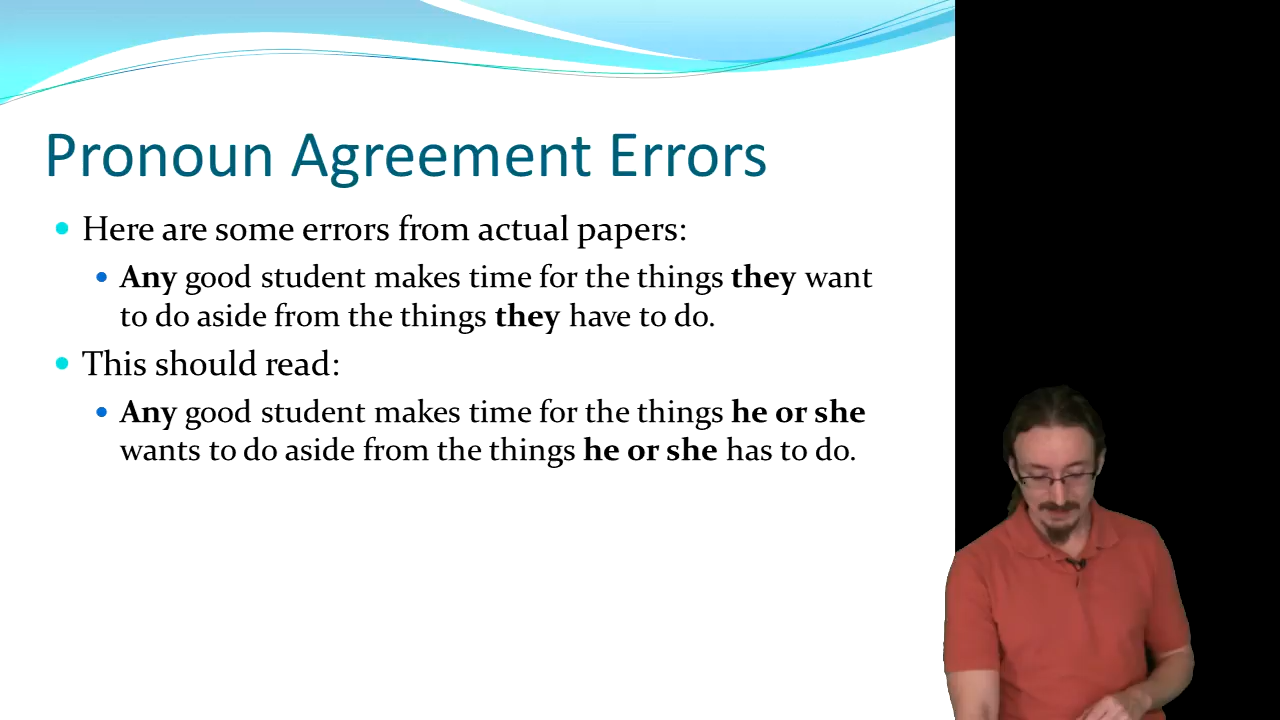 Pronoun Agreement Errors
Here are some errors from actual papers:
Any good student makes time for the things they want
to do aside from the things they have to do.
This should read:
Any good student makes time for the things he or she
wants to do aside from the things he or she has to do.